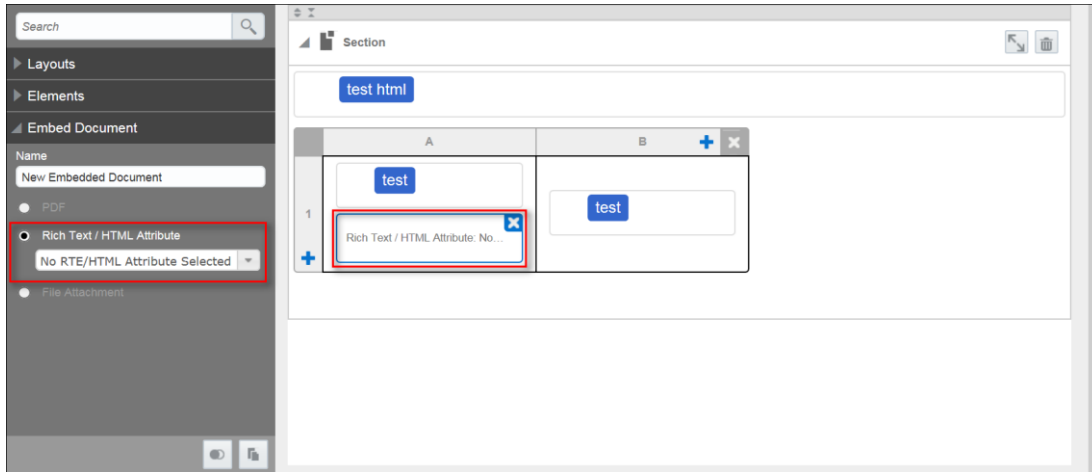 Search
Layouts
Elements
Embed Document
Name
New Embedded Document
PDF
Rich Text / HTML Attribute
No RTE/HTML Attribute Selected
File Attachment
Section
test html
A
B
1
test
Rich Text / HTML Attribute: No...
test